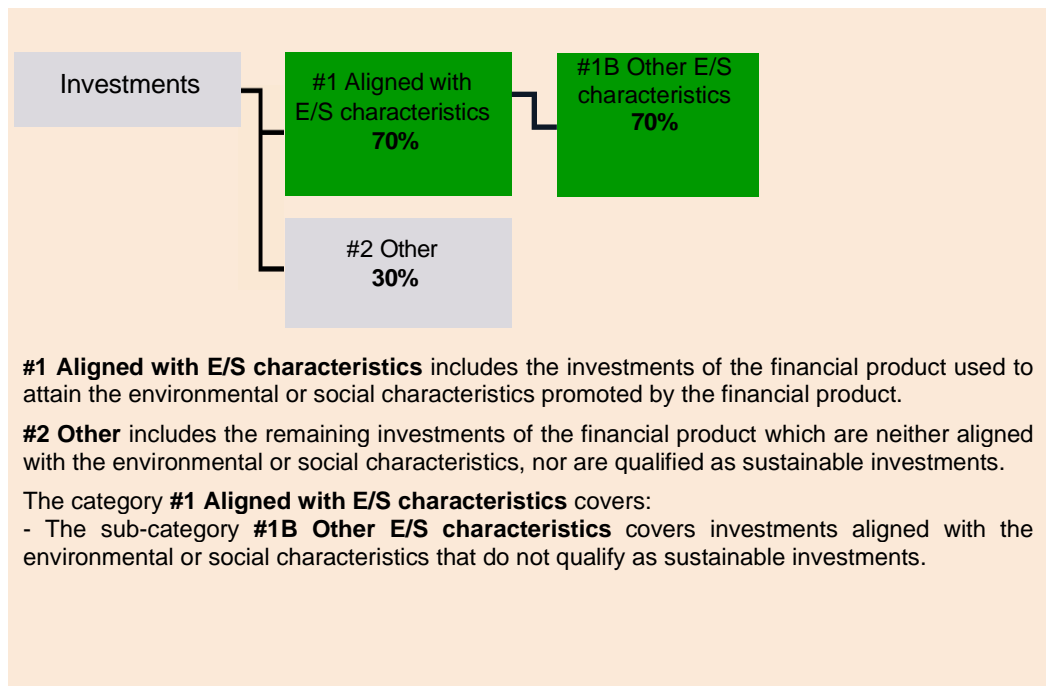 Investments
#1 Aligned with
E/S characteristics
70%
#1B Other E/S
characteristics
70%
#2 Other
30%
#1 Aligned with E/S characteristics includes the investments of the financial product used to
attain the environmental or social characteristics promoted by the financial product.
#2 Other includes the remaining investments of the financial product which are neither aligned
with the environmental or social characteristics, nor are qualified as sustainable investments.
The category #1 Aligned with E/S characteristics covers:
- The sub-category #1B Other E/S characteristics covers investments aligned with the
environmental or social characteristics that do not qualify as sustainable investments.